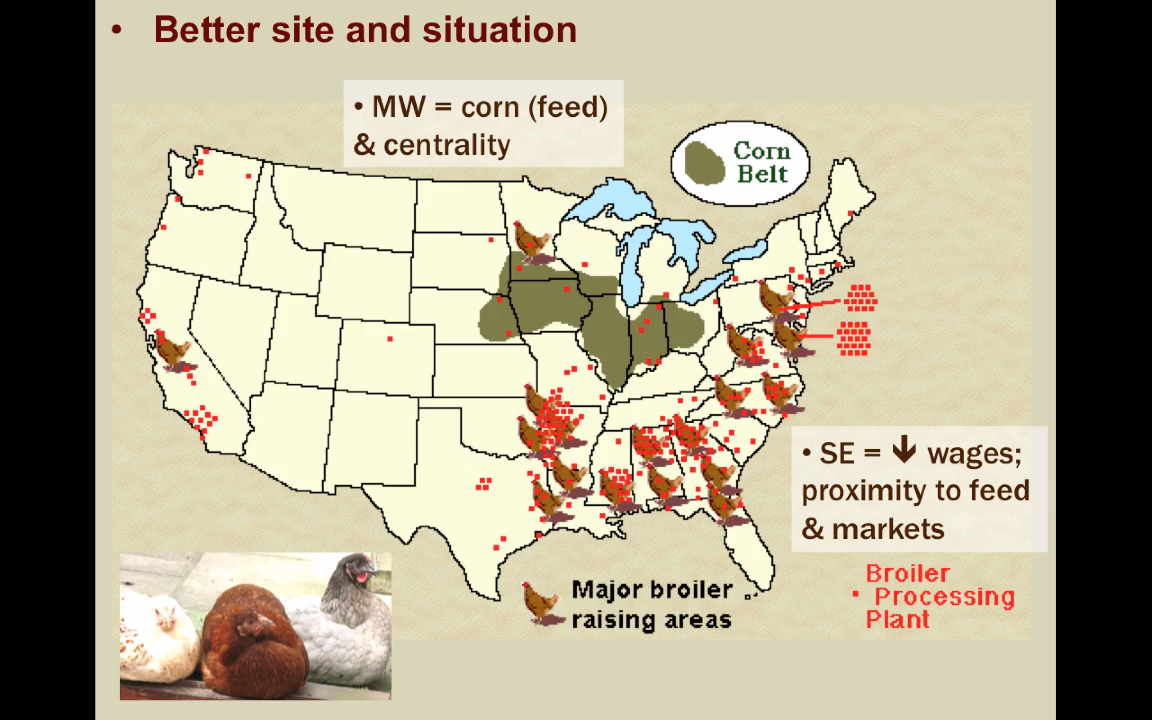 • Better site and situation
• MW = corn (feed)
& centrality
Corn
Belt
• SE = 🡳 wages;
proximity to feed
& markets
Major broiler
raising areas
Broiler
Processing
Plant